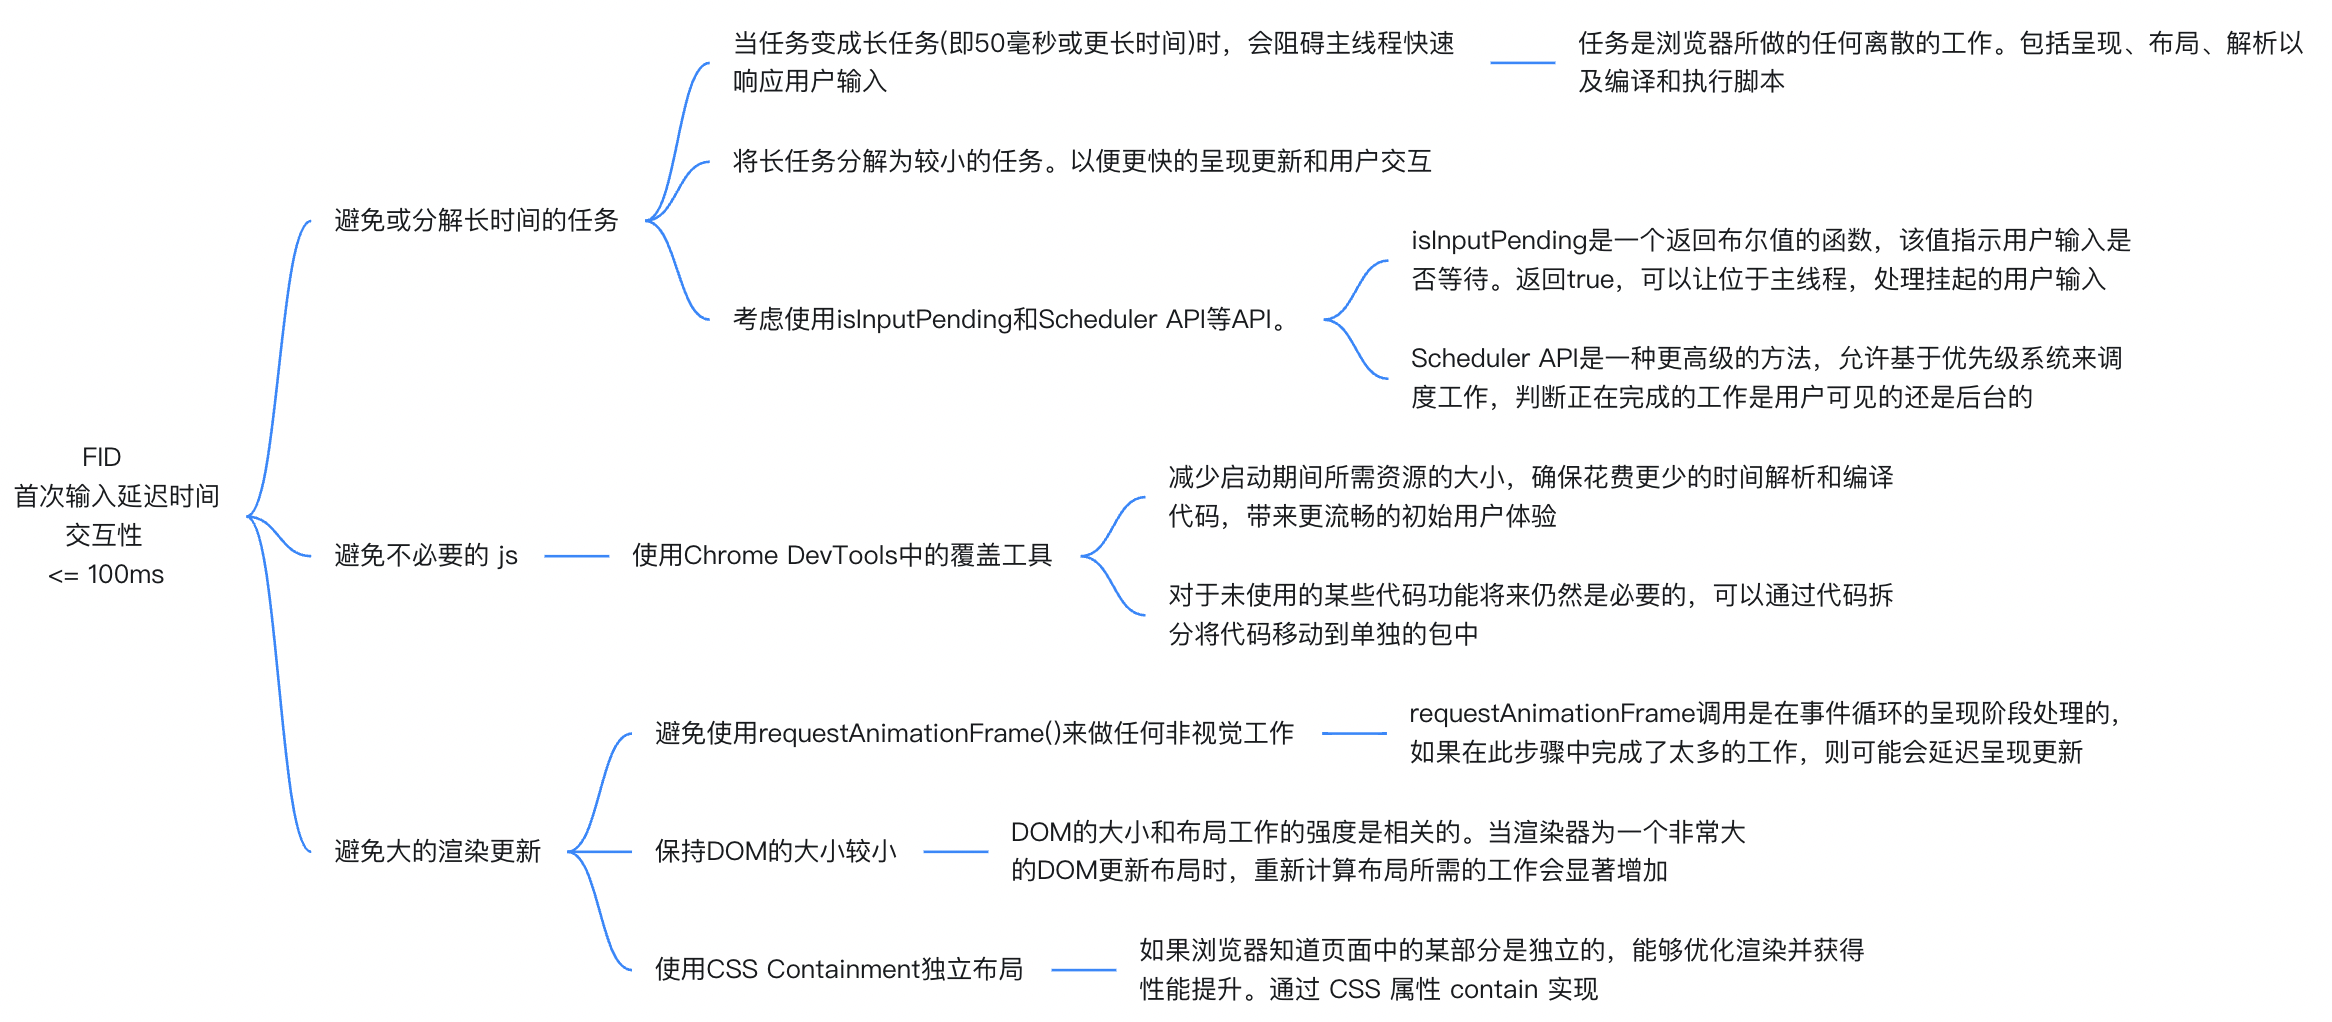 FID
首次输入延迟时间
交互性
<= 100ms
避免或分解长时间的任务
当任务变成长任务(即50毫秒或更长时间)时，会阻碍主线程快速
响应用户输入
任务是浏览器所做的任何离散的工作。包括呈现、布局、解析以
及编译和执行脚本
将长任务分解为较小的任务。以便更快的呈现更新和用户交互
考虑使用isInputPending和Scheduler API等API。
isInputPending是一个返回布尔值的函数，该值指示用户输入是
否等待。返回true，可以让位于主线程，处理挂起的用户输入
Scheduler API是一种更高级的方法，允许基于优先级系统来调
度工作，判断正在完成的工作是用户可见的还是后台的
避免不必要的 js
使用Chrome DevTools中的覆盖工具
减少启动期间所需资源的大小，确保花费更少的时间解析和编译
代码，带来更流畅的初始用户体验
对于未使用的某些代码功能将来仍然是必要的，可以通过代码拆
分将代码移动到单独的包中
避免大的渲染更新
避免使用requestAnimationFrame()来做任何非视觉工作
requestAnimationFrame调用是在事件循环的呈现阶段处理的，
如果在此步骤中完成了太多的工作，则可能会延迟呈现更新
保持DOM的大小较小
DOM的大小和布局工作的强度是相关的。当渲染器为一个非常大
的DOM更新布局时，重新计算布局所需的工作会显著增加
使用CSS Containment独立布局
如果浏览器知道页面中的某部分是独立的，能够优化渲染并获得
性能提升。通过 CSS 属性 contain 实现